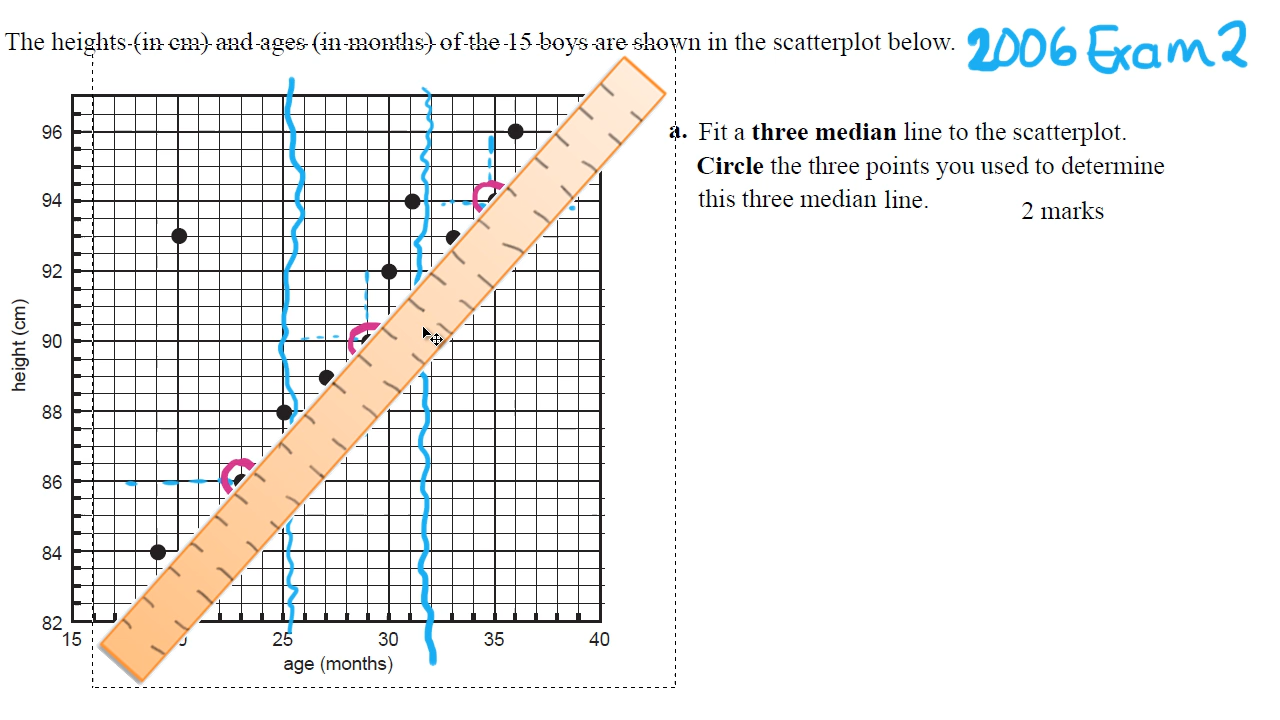 The heights (in cm) and ages (in months) of the 15 boys are shown in the scatterplot below.
2006 Exam 2
a. Fit a three median line to the scatterplot.
Circle the three points you used to determine
this three median line.
2 marks
height (cm)
96
94
92
90
88
86
84
82
15
25
30
35
40
age (months)